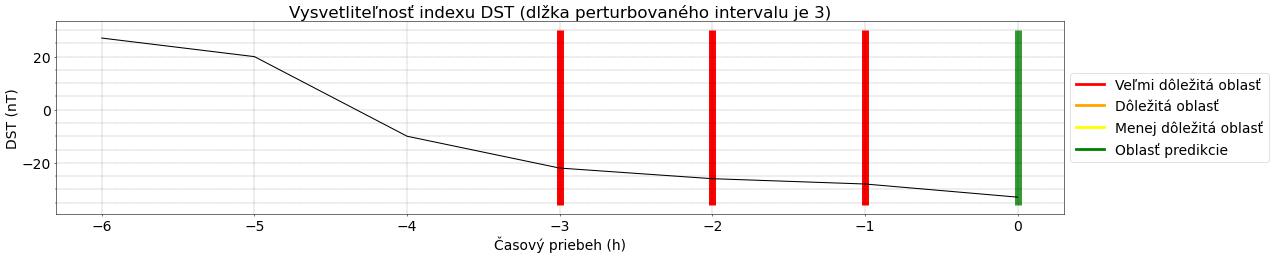 Vysvetliteľnosť indexu DST (dĺžka perturbovaného intervalu je 3)
DST (nT)
20
0
−20
−6 −5 −4 −3 −2 −1 0
Časový priebeh (h)
Veľmi dôležitá oblasť
Dôležitá oblasť
Menej dôležitá oblasť
Oblasť predikcie